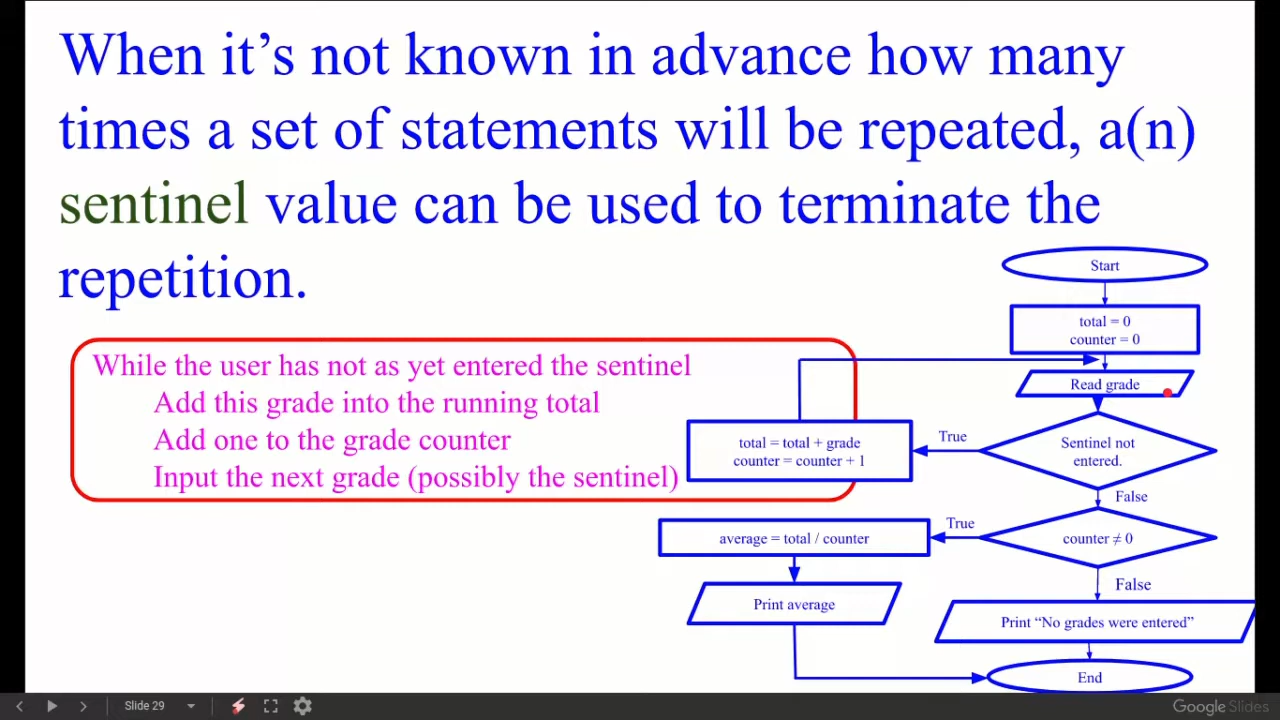 When it’s not known in advance how many
times a set of statements will be repeated, a(n)
sentinel value can be used to terminate the
repetition.
While the user has not as yet entered the sentinel
Add this grade into the running total
Add one to the grade counter
Input the next grade (possibly the sentinel)
Start
total = 0
counter = 0
Read grade
Sentinel not
entered.
True
total = total + grade
counter = counter + 1
False
counter ≠ 0
True
average = total / counter
Print average
False
Print “No grades were entered”
End
Slide 29
Google Slides